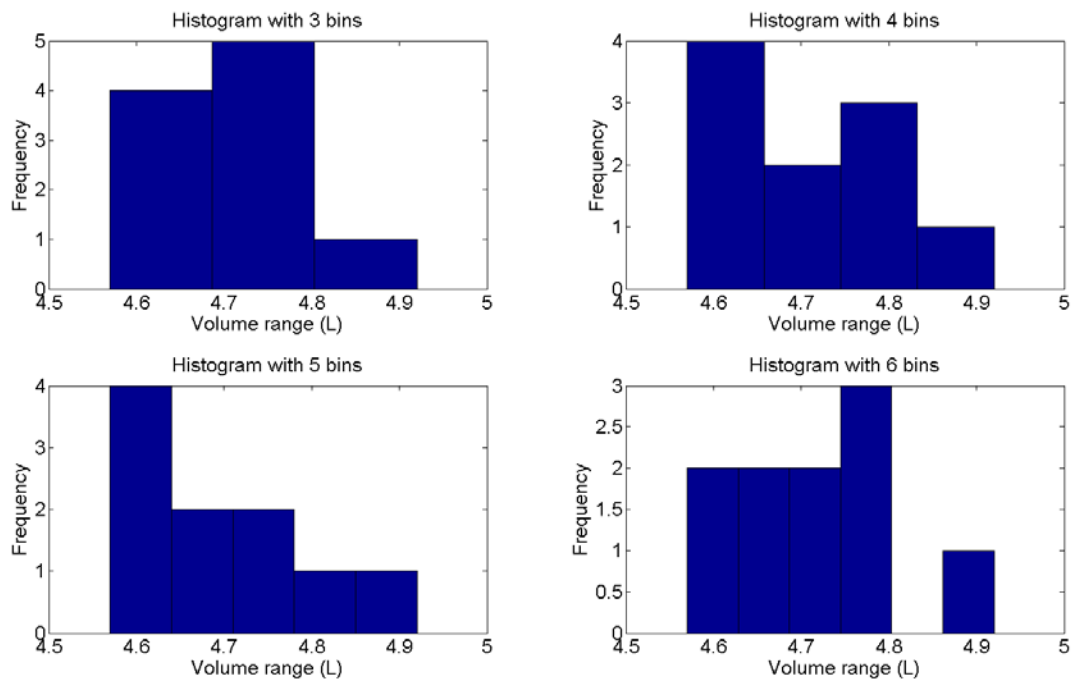 Histogram with 3 bins
5
4
3
2
1
0
Frequency
4.5 4.6 4.7 4.8 4.9 5
Volume range (L)
Histogram with 4 bins
4
3
2
1
0
Frequency
4.5 4.6 4.7 4.8 4.9 5
Volume range (L)
Histogram with 5 bins
4
3
2
1
0
Frequency
4.5 4.6 4.7 4.8 4.9 5
Volume range (L)
Histogram with 6 bins
3
2.5
2
1.5
1
0.5
0
Frequency
4.5 4.6 4.7 4.8 4.9 5
Volume range (L)